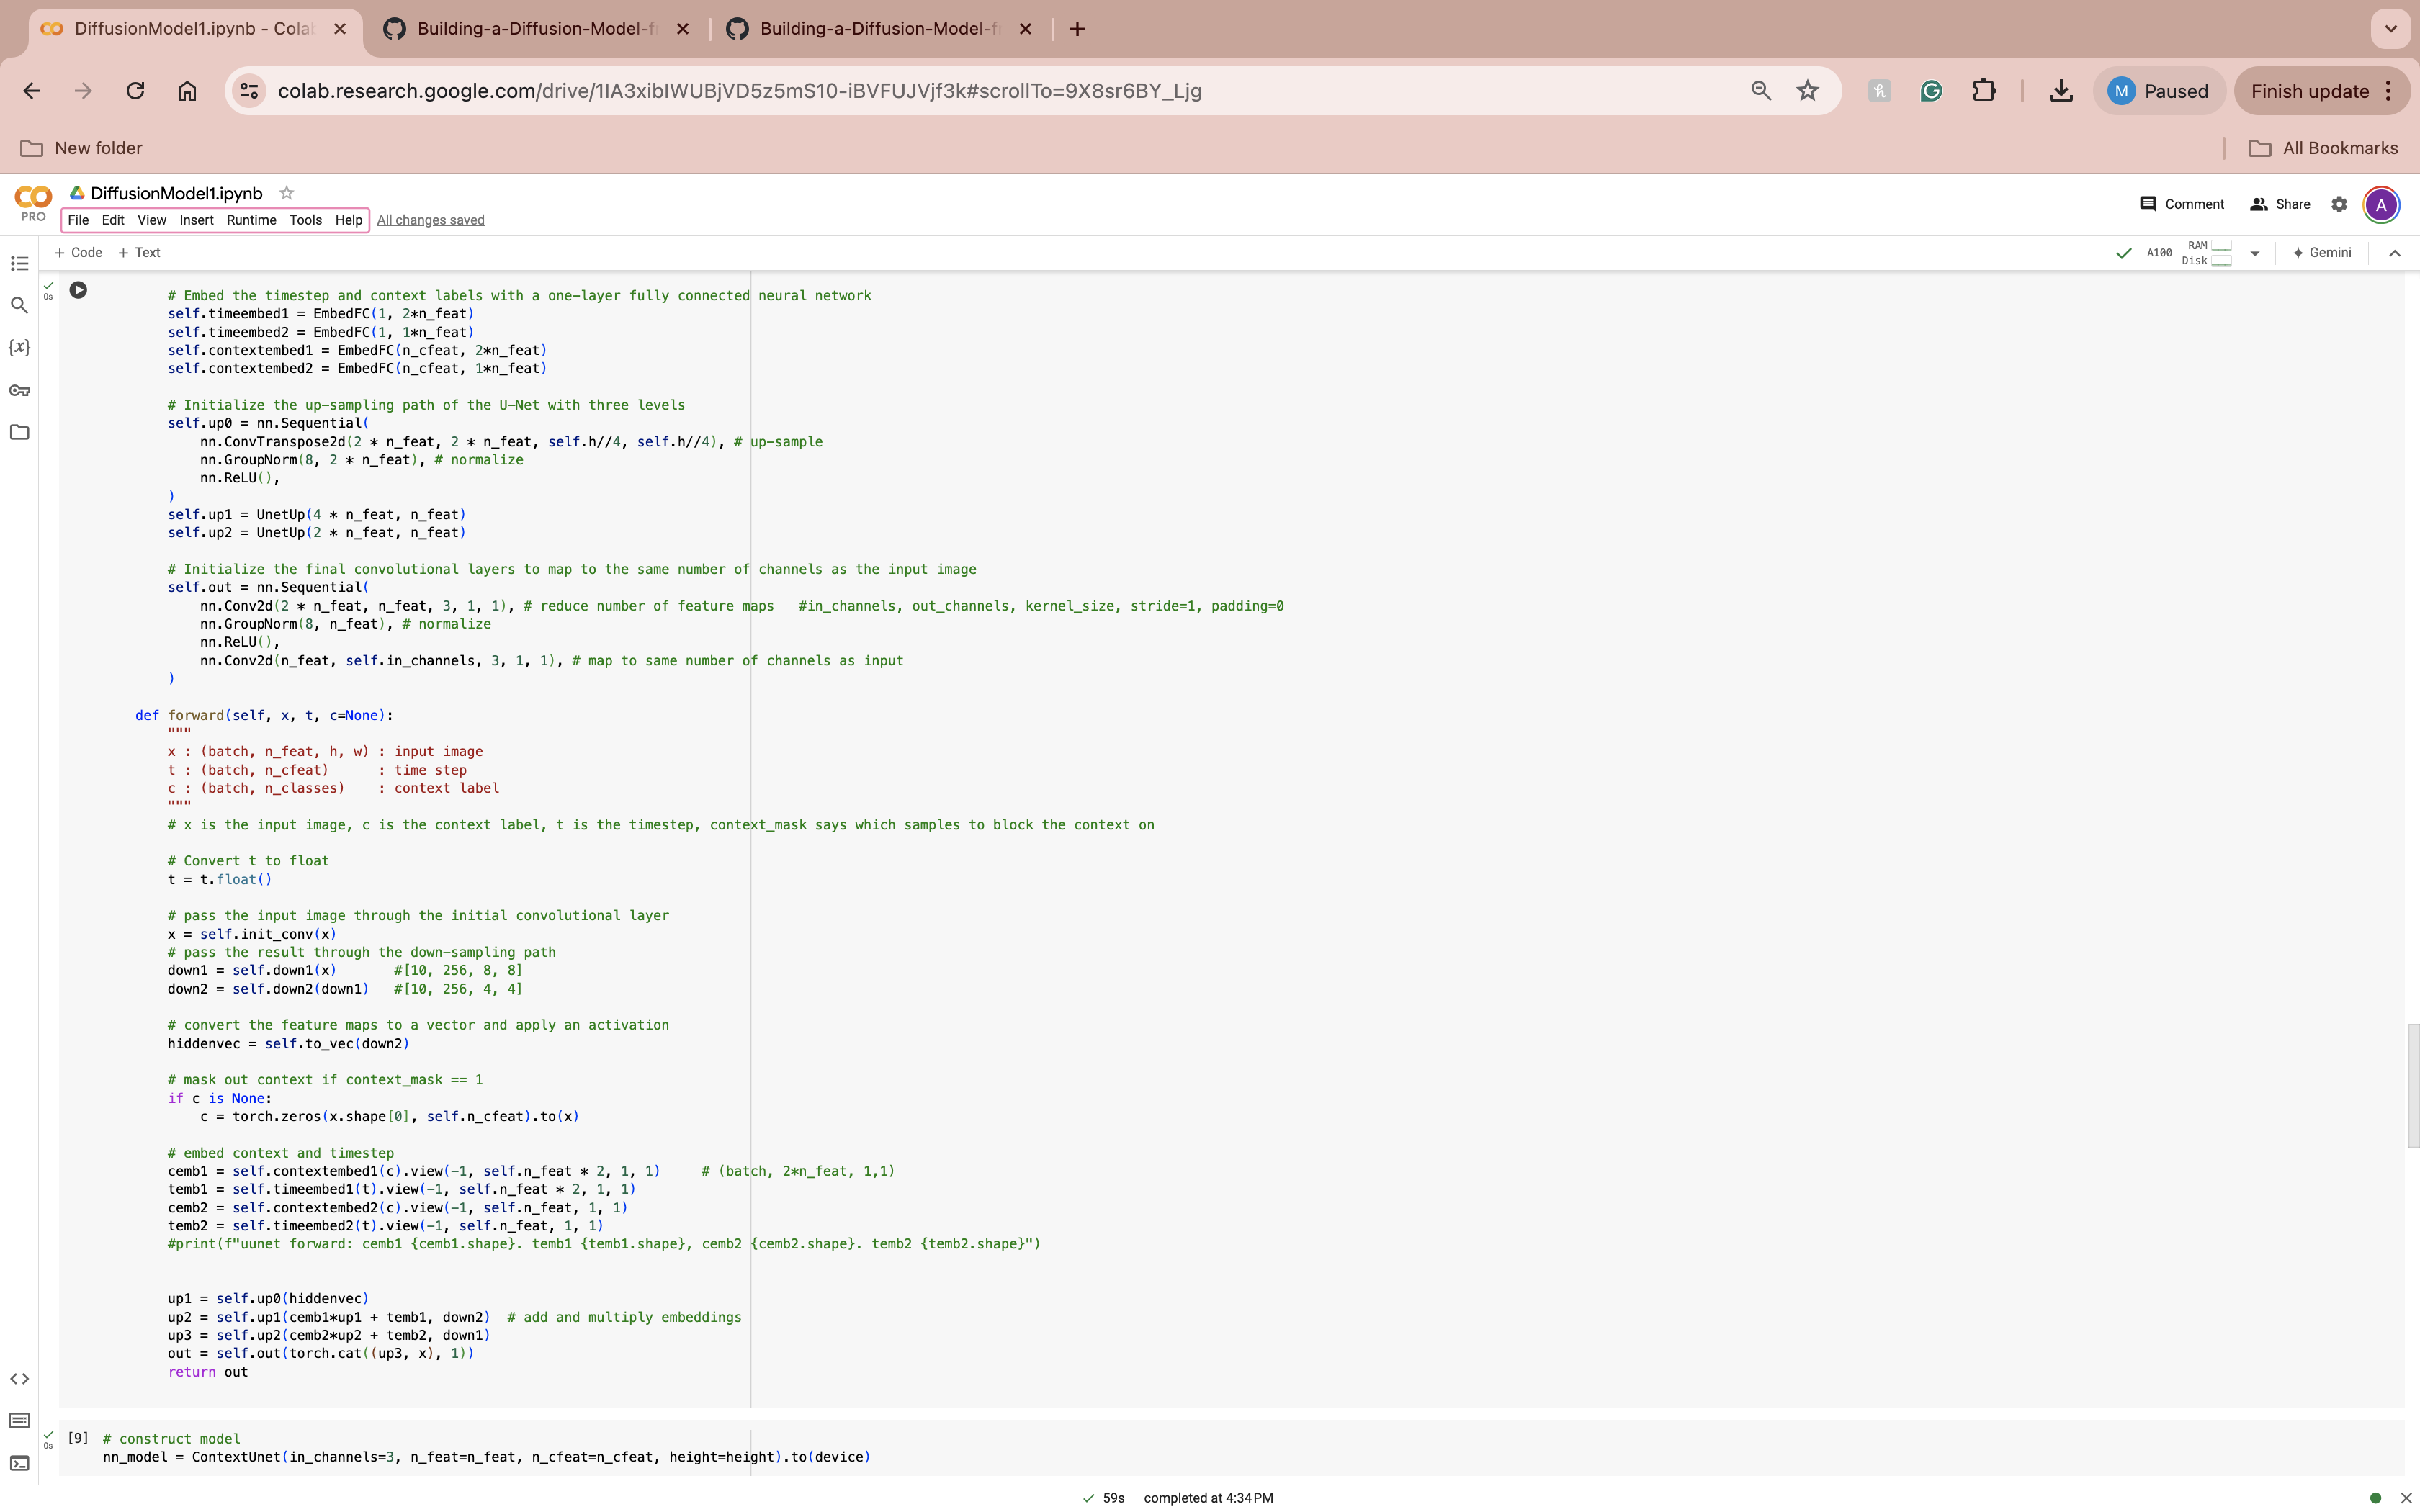 DiffusionModel1.ipynb - Cola
Building-a-Diffusion-Model-f
Building-a-Diffusion-Model-f
colab.research.google.com/drive/1IA3xibIWUBjVD5z5mS10-iBVFUJVjf3k#scrollTo=9X8sr6BY_Ljg
M Paused
Finish update
New folder
All Bookmarks
PRO
DiffusionModel1.ipynb
File Edit View Insert Runtime Tools Help All changes saved
Comment Share A
+ Code + Text
A100 RAM Disk Gemini
0s
# Embed the timestep and context labels with a one-layer fully connected neural network
self.timeembed1 = EmbedFC(1, 2*n_feat)
self.timeembed2 = EmbedFC(1, 1*n_feat)
self.contextembed1 = EmbedFC(n_cfeat, 2*n_feat)
self.contextembed2 = EmbedFC(n_cfeat, 1*n_feat)
# Initialize the up-sampling path of the U-Net with three levels
self.up0 = nn.Sequential(
nn.ConvTranspose2d(2 * n_feat, 2 * n_feat, self.h//4, self.h//4), # up-sample
nn.GroupNorm(8, 2 * n_feat), # normalize
nn.ReLU(),
)
self.up1 = UnetUp(4 * n_feat, n_feat)
self.up2 = UnetUp(2 * n_feat, n_feat)
# Initialize the final convolutional layers to map to the same number of channels as the input image
self.out = nn.Sequential(
nn.Conv2d(2 * n_feat, n_feat, 3, 1, 1), # reduce number of feature maps #in_channels, out_channels, kernel_size, stride=1, padding=0
nn.GroupNorm(8, n_feat), # normalize
nn.ReLU(),
nn.Conv2d(n_feat, self.in_channels, 3, 1, 1), # map to same number of channels as input
)
def forward(self, x, t, c=None):
"""
x : (batch, n_feat, h, w) : input image
t : (batch, n_cfeat) : time step
c : (batch, n_classes) : context label
"""
# x is the input image, c is the context label, t is the timestep, context_mask says which samples to block the context on
# Convert t to float
t = t.float()
# pass the input image through the initial convolutional layer
x = self.init_conv(x)
# pass the result through the down-sampling path
down1 = self.down1(x) #[10, 256, 8, 8]
down2 = self.down2(down1) #[10, 256, 4, 4]
# convert the feature maps to a vector and apply an activation
hiddenvec = self.to_vec(down2)
# mask out context if context_mask == 1
if c is None:
c = torch.zeros(x.shape[0], self.n_cfeat).to(x)
# embed context and timestep
cemb1 = self.contextembed1(c).view(-1, self.n_feat * 2, 1, 1) # (batch, 2*n_feat, 1,1)
temb1 = self.timeembed1(t).view(-1, self.n_feat * 2, 1, 1)
cemb2 = self.contextembed2(c).view(-1, self.n_feat, 1, 1)
temb2 = self.timeembed2(t).view(-1, self.n_feat, 1, 1)
#print(f"uunet forward: cemb1 {cemb1.shape}. temb1 {temb1.shape}, cemb2 {cemb2.shape}. temb2 {temb2.shape}")
up1 = self.up0(hiddenvec)
up2 = self.up1(cemb1*up1 + temb1, down2) # add and multiply embeddings
up3 = self.up2(cemb2*up2 + temb2, down1)
out = self.out(torch.cat((up3, x), 1))
return out
0s [9] # construct model
nn_model = ContextUnet(in_channels=3, n_feat=n_feat, n_cfeat=n_cfeat, height=height).to(device)
59s completed at 4:34 PM